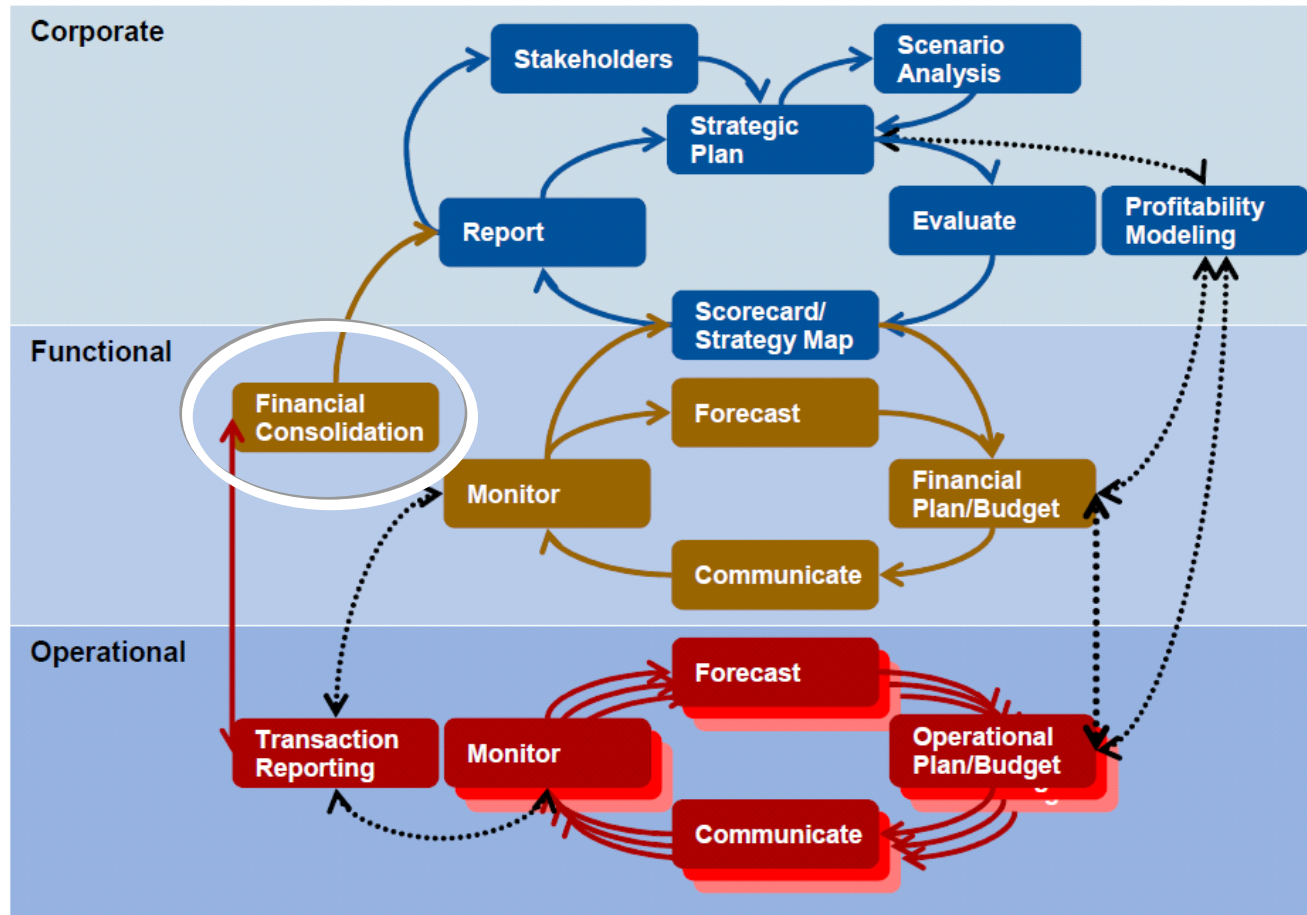 Corporate
Stakeholders
Scenario
Analysis
Strategic
Plan
Report
Evaluate
Profitability
Modeling
Scorecard/
Strategy Map
Functional
Financial
Consolidation
Forecast
Monitor
Financial
Plan/Budget
Communicate
Operational
Forecast
Transaction
Reporting
Monitor
Operational
Plan/Budget
Communicate